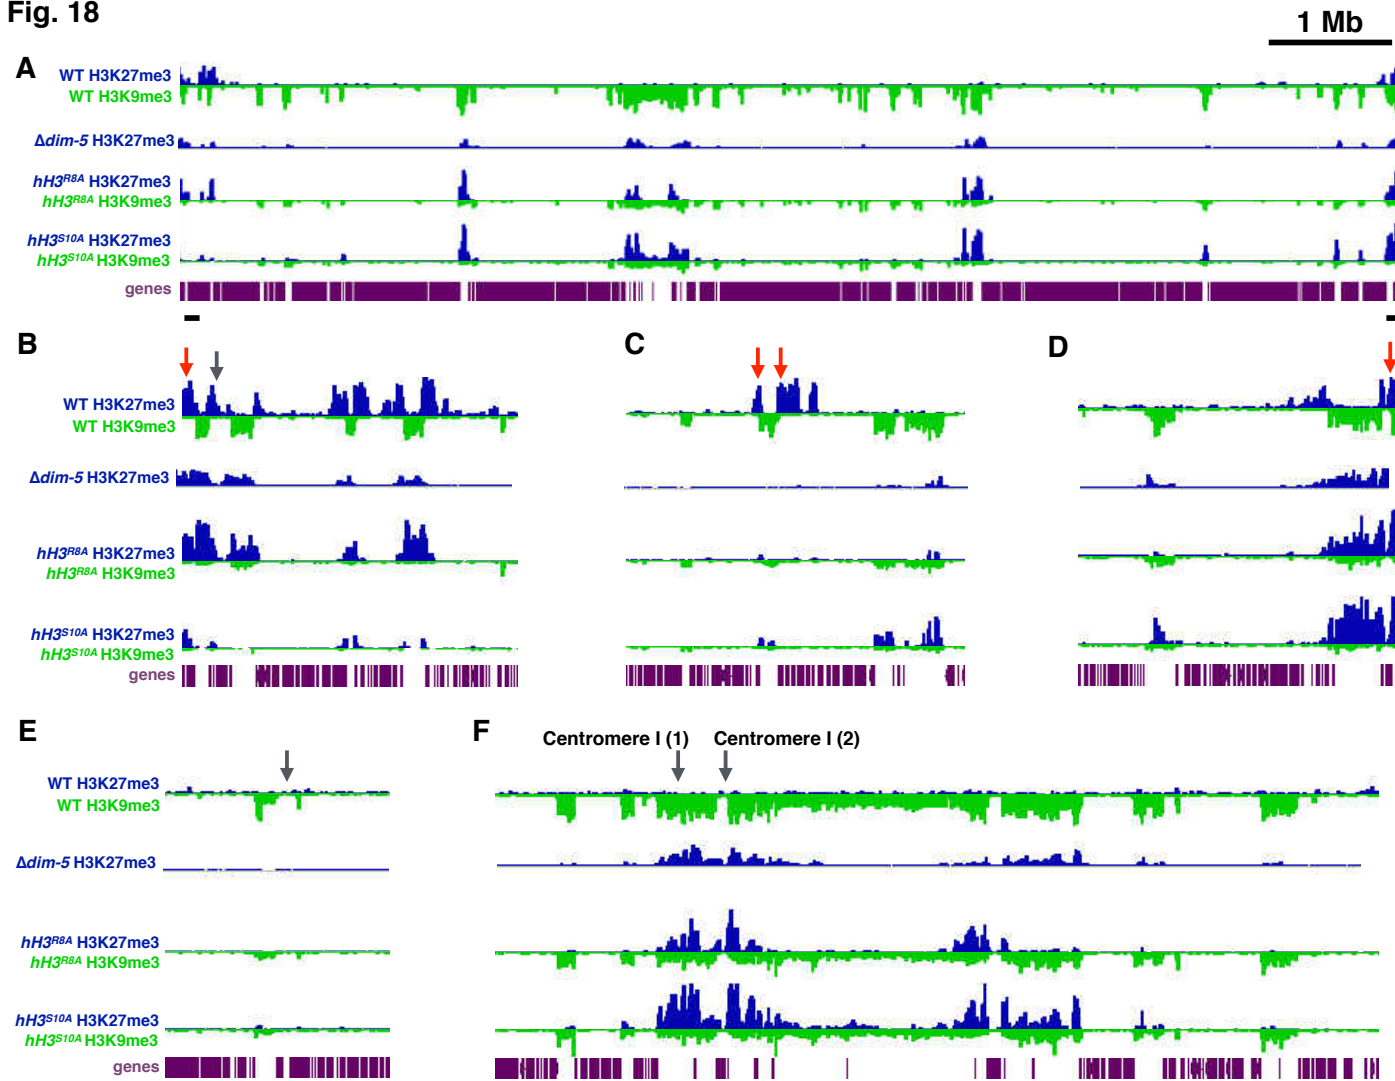 Fig. 18
1 Mb
A
WT H3K27me3
WT H3K9me3
Δdim-5 H3K27me3
hH3R8A H3K27me3
hH3R8A H3K9me3
hH3S10A H3K27me3
hH3S10A H3K9me3
genes
B
C
D
WT H3K27me3
WT H3K9me3
Δdim-5 H3K27me3
hH3R8A H3K27me3
hH3R8A H3K9me3
hH3S10A H3K27me3
hH3S10A H3K9me3
genes
E
F
Centromere I (1) Centromere I (2)
WT H3K27me3
WT H3K9me3
Δdim-5 H3K27me3
hH3R8A H3K27me3
hH3R8A H3K9me3
hH3S10A H3K27me3
hH3S10A H3K9me3
genes